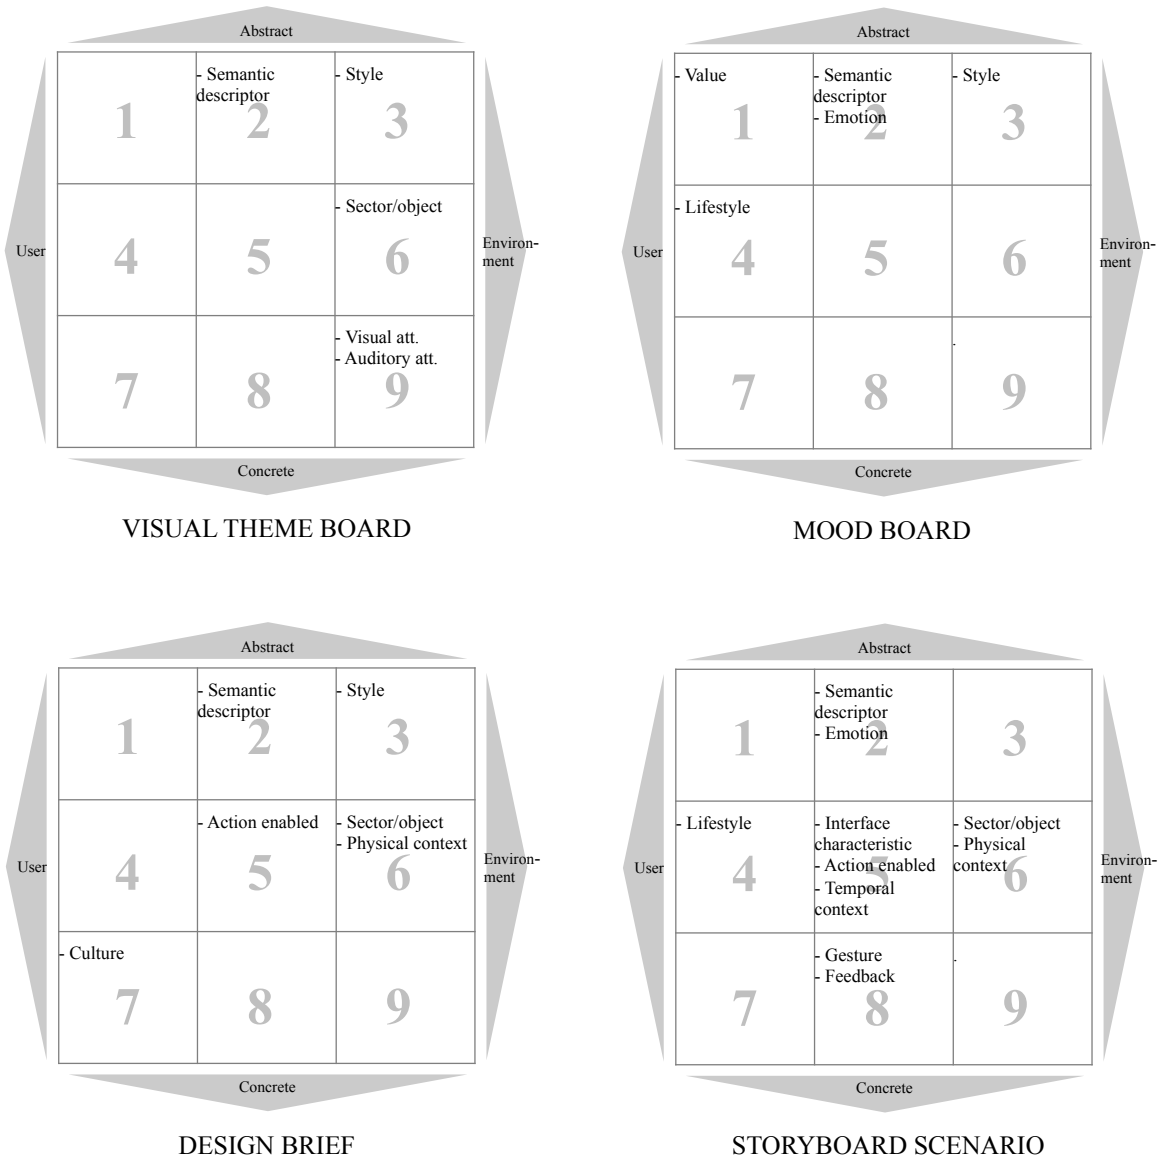 Abstract
- Semantic
descriptor
- Style
1
2
3
- Sector/object
User
4
5
6
Environ-
ment
- Visual att.
- Auditory att.
7
8
9
Concrete
VISUAL THEME BOARD
Abstract
- Value
- Semantic
descriptor
- Emotion
- Style
1
2
3
- Lifestyle
User
4
5
6
Environ-
ment
7
8
9
Concrete
MOOD BOARD
Abstract
- Semantic
descriptor
- Style
1
2
3
- Action enabled
- Sector/object
- Physical context
User
4
5
6
Environ-
ment
- Culture
7
8
9
Concrete
DESIGN BRIEF
Abstract
- Semantic
descriptor
- Emotion
1
2
3
- Lifestyle
- Interface
characteristic
- Action enabled
- Temporal
context
- Sector/object
- Physical
context
User
4
5
6
Environ-
ment
- Gesture
- Feedback
7
8
9
Concrete
STORYBOARD SCENARIO